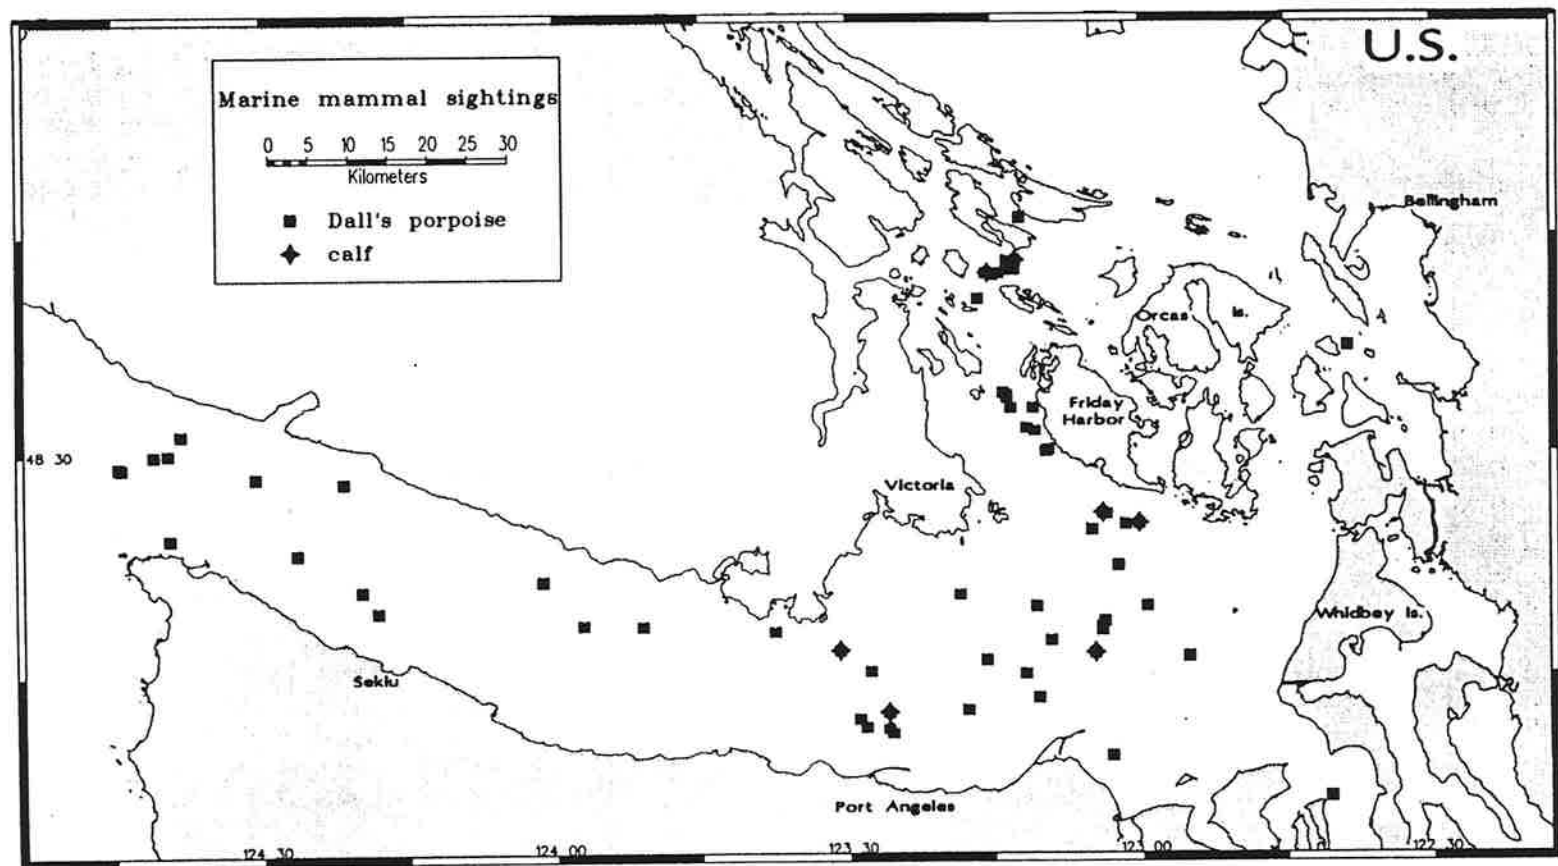 U.S.
Marine mammal sightings
0 5 10 15 20 25 30
Kilometers
Dall's porpoise
calf
Bellingham
Orcas Is.
Friday
Harbor
48 30
Victoria
Whidbey Is.
Sekiu
Port Angeles
124 30
124 00
123 30
123 00
122 30